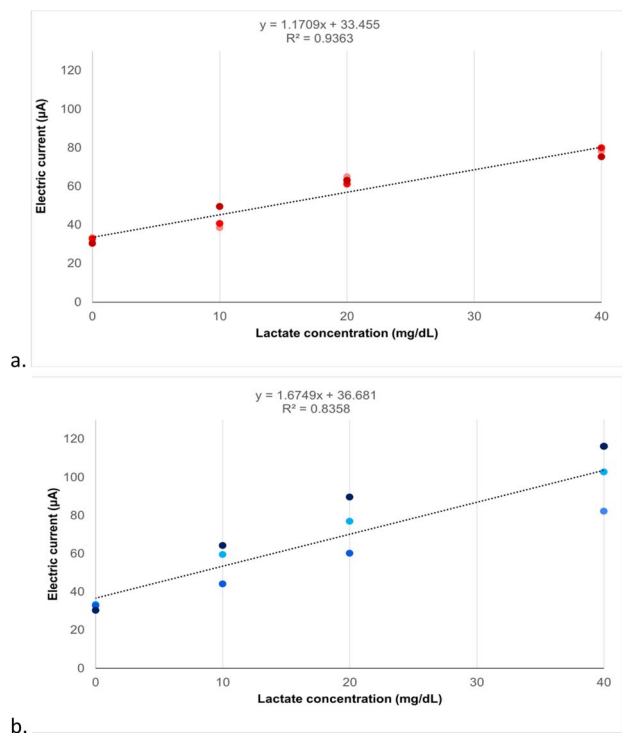 y = 1.1709x + 33.455
R² = 0.9363
120
100
80
60
40
20
0
Electric current (µA)
0 10 20 30 40
Lactate concentration (mg/dL)
a.
y = 1.6749x + 36.681
R² = 0.8358
120
100
80
60
40
20
0
Electric current (µA)
0 10 20 30 40
Lactate concentration (mg/dL)
b.